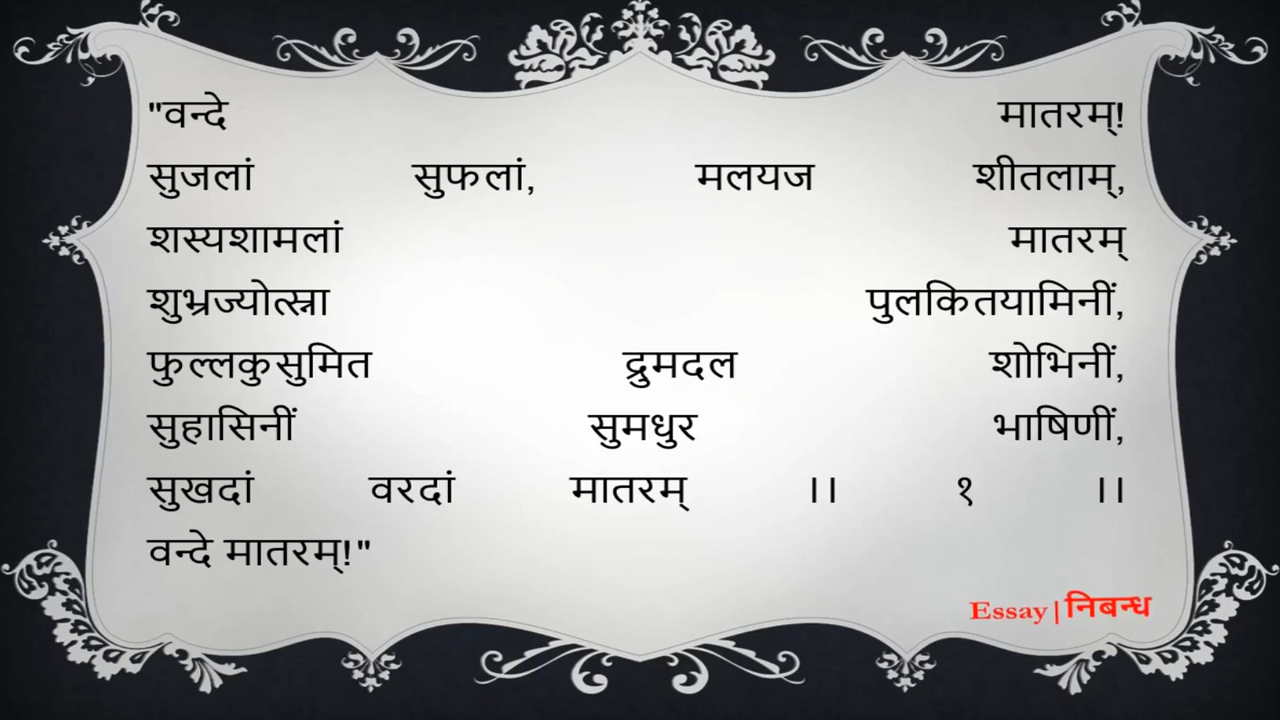 "वन्दे मातरम्!
सुजलां सुफलां, मलयज शीतलाम्,
शस्यशामलां मातरम्
शुभ्रज्योत्स्ना पुलकितयामिनीं,
फुल्लकुसुमित द्रुमदल शोभिनीं,
सुहासिनीं सुमधुर भाषिणीं,
सुखदां वरदां मातरम् ।। १ ।।
वन्दे मातरम्!"
Essay|निबन्ध